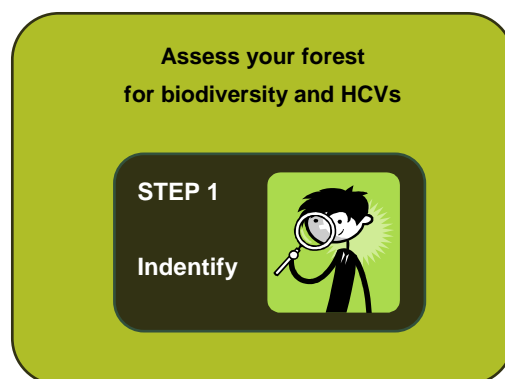 Assess your forest
for biodiversity and HCVs
STEP 1
Indentify